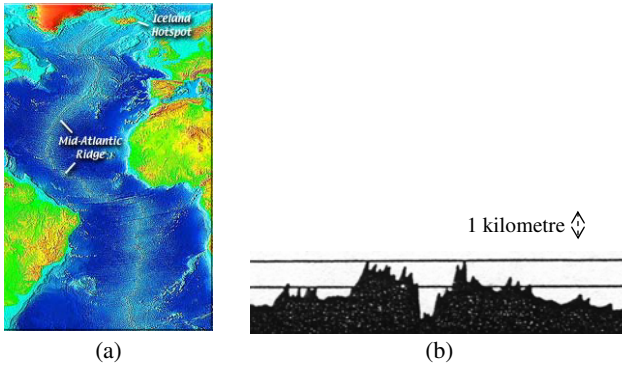 Iceland
Hotspot
Mid-Atlantic
Ridge
1 kilometre
(a)
(b)